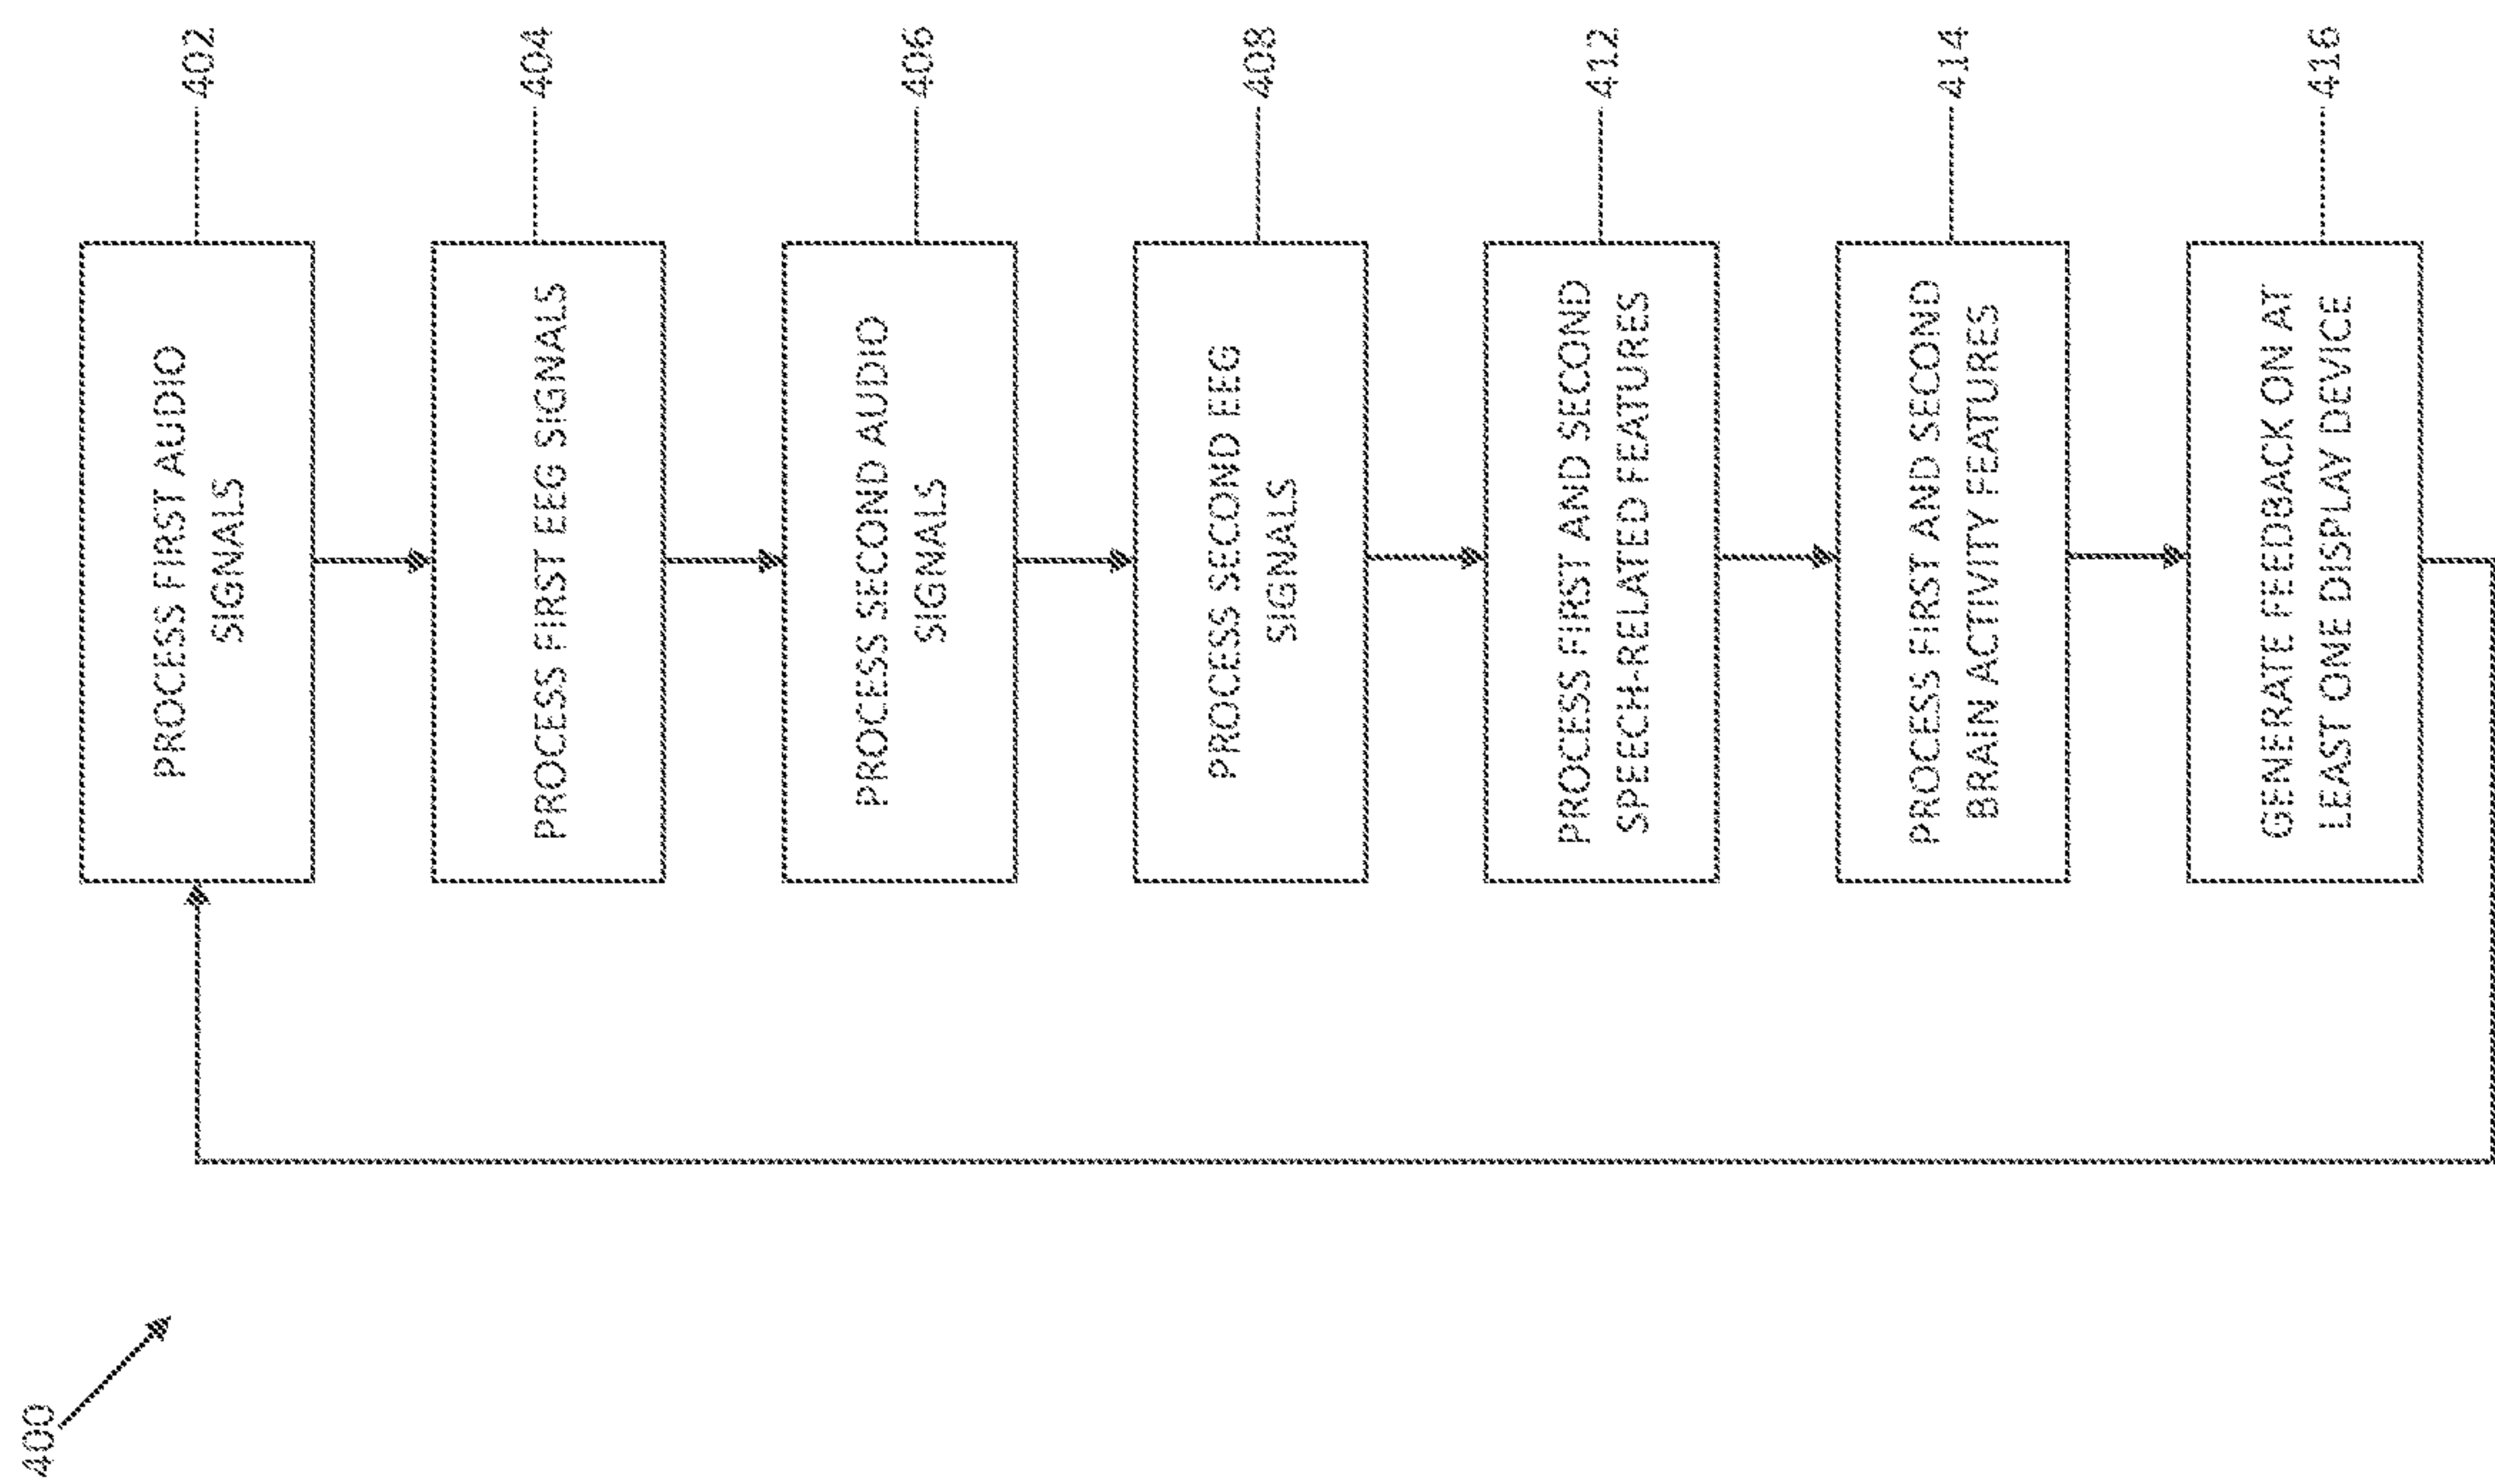 400
PROCESS FIRST AUDIO
SIGNALS
402
PROCESS FIRST EEG SIGNALS
404
PROCESS SECOND AUDIO
SIGNALS
406
PROCESS SECOND EEG
SIGNALS
408
PROCESS FIRST AND SECOND
SPEECH-RELATED FEATURES
412
PROCESS FIRST AND SECOND
BRAIN ACTIVITY FEATURES
414
GENERATE FEEDBACK ON AT
LEAST ONE DISPLAY DEVICE
416